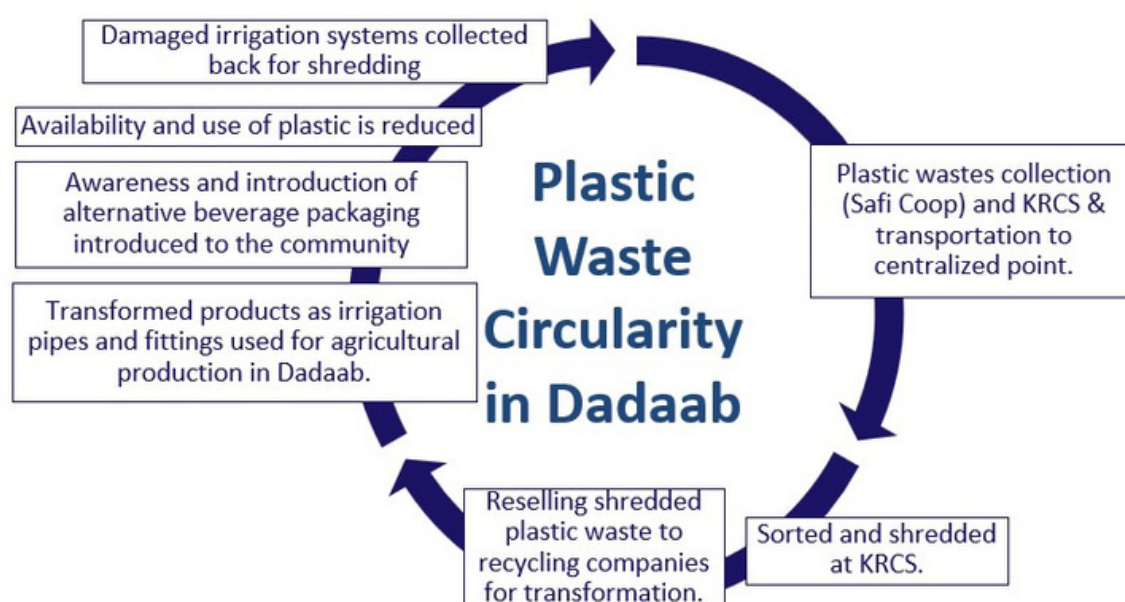 Damaged irrigation systems collected
back for shredding
Availability and use of plastic is reduced
Awareness and introduction of
alternative beverage packaging
introduced to the community
Transformed products as irrigation
pipes and fittings used for agricultural
production in Dadaab.
Plastic
Waste
Circularity
in Dadaab
Plastic wastes collection
(Safi Coop) and KRCS &
transportation to
centralized point.
Sorted and shredded
at KRCS.
Reselling shredded
plastic waste to
recycling companies
for transformation.